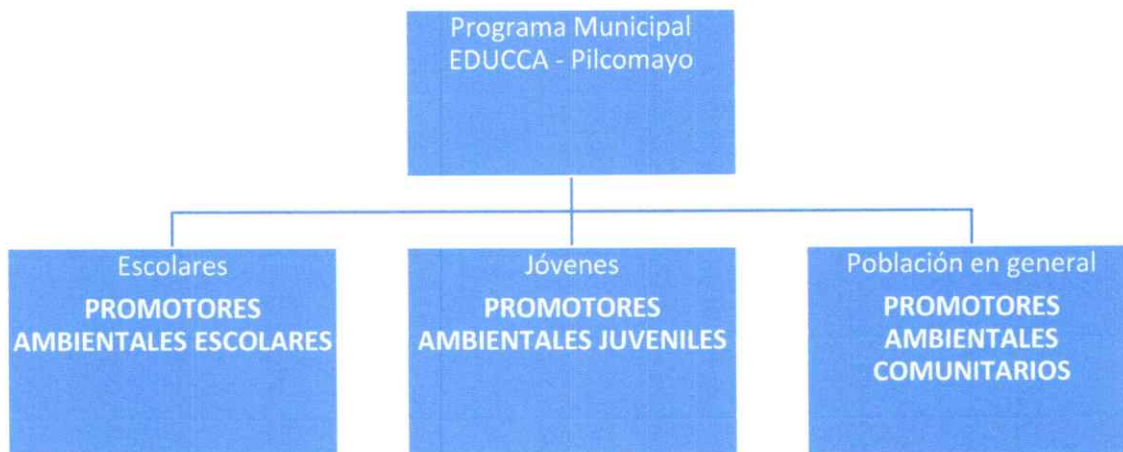 Programa Municipal
EDUCCA - Pilcomayo
Escolares
PROMOTORES
AMBIENTALES ESCOLARES
Jóvenes
PROMOTORES
AMBIENTALES JUVENILES
Población en general
PROMOTORES
AMBIENTALES
COMUNITARIOS